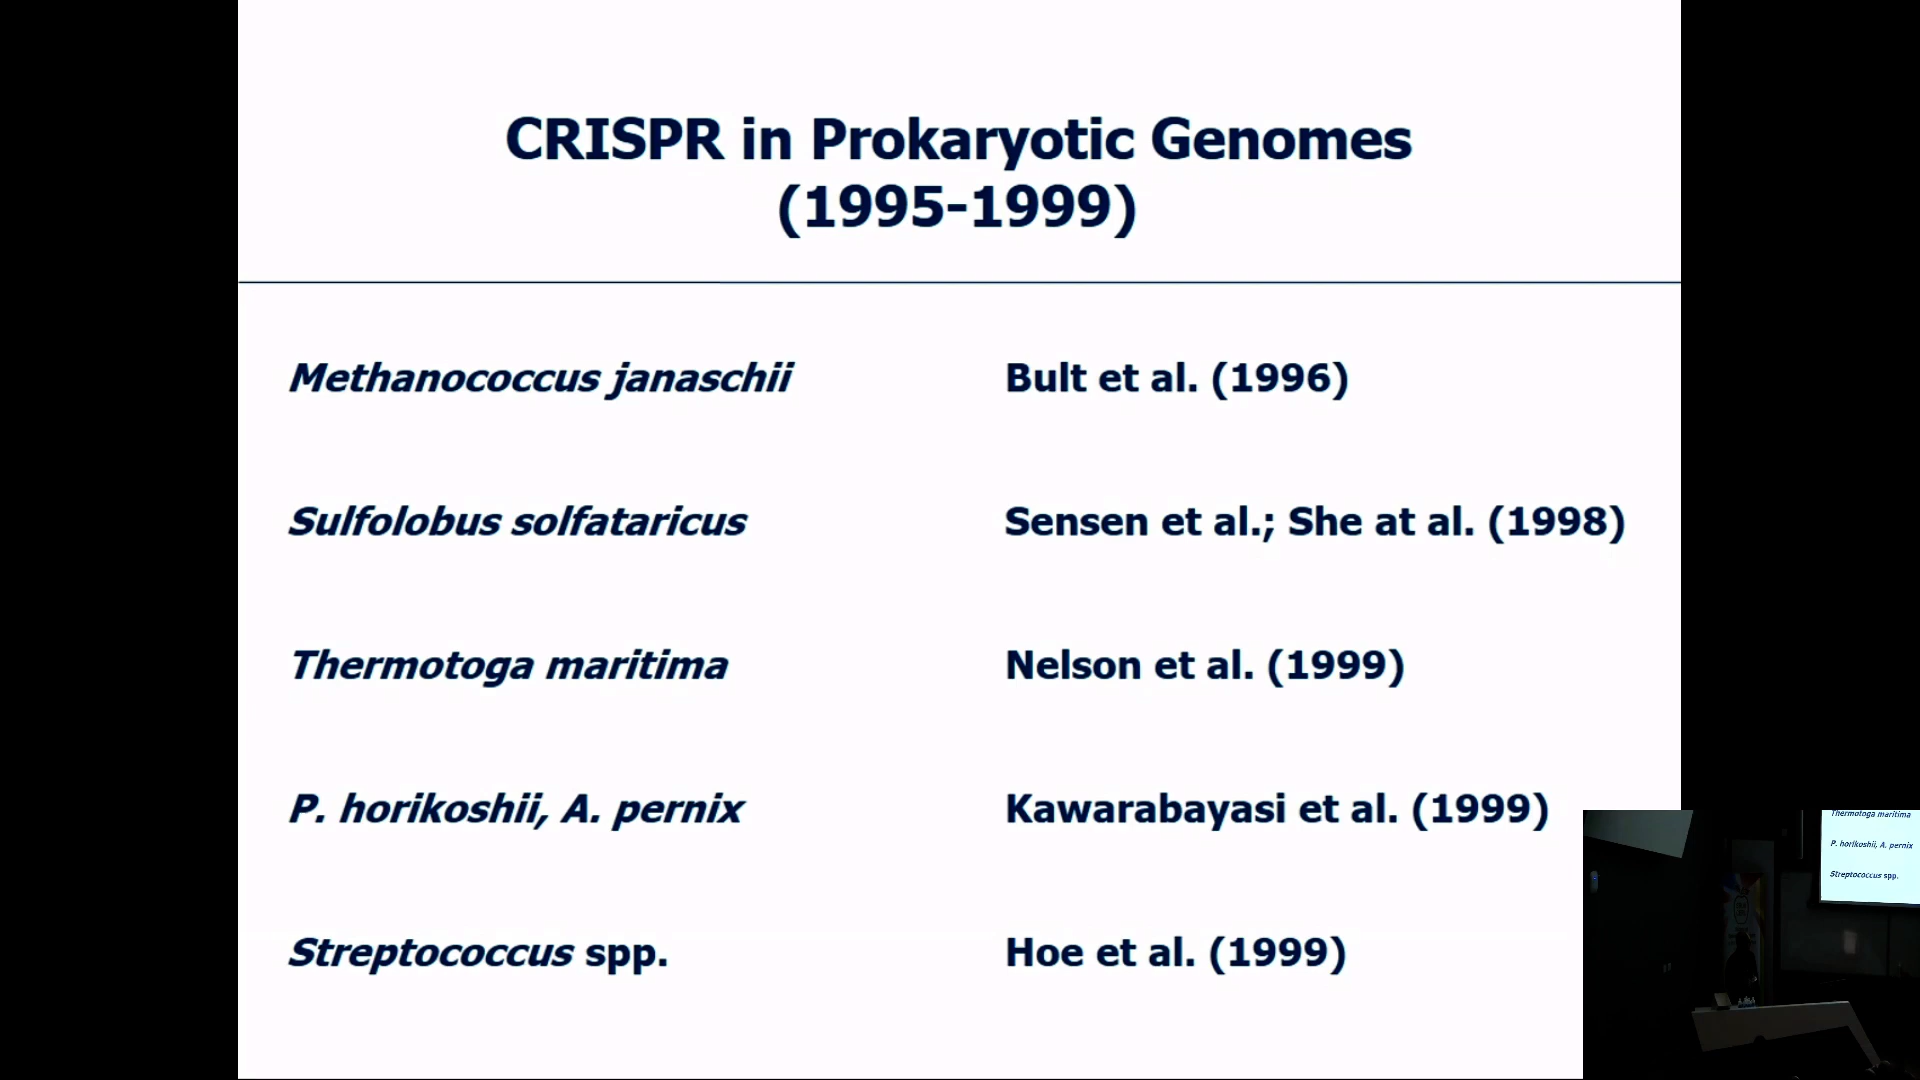 CRISPR in Prokaryotic Genomes
(1995-1999)
Methanococcus janaschii Bult et al. (1996)
Sulfolobus solfataricus Sensen et al.; She at al. (1998)
Thermotoga maritima Nelson et al. (1999)
P. horikoshii, A. pernix Kawarabayasi et al. (1999)
Streptococcus spp. Hoe et al. (1999)
Thermotoga maritima
P. horikoshii, A. pernix
Streptococcus spp.